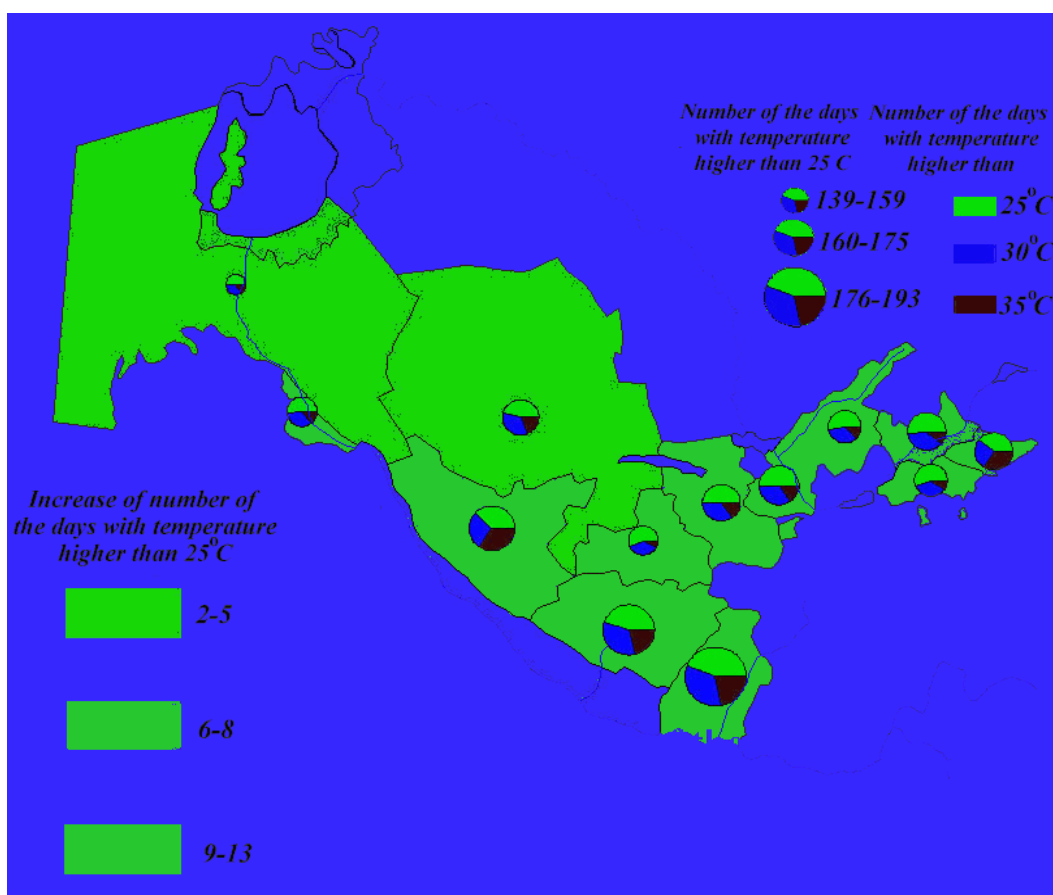 Number of the days
with temperature
higher than 25 C
139-159
160-175
176-193
Number of the days
with temperature
higher than
25°C
30°C
35°C
Increase of number of
the days with temperature
higher than 25°C
2-5
6-8
9-13